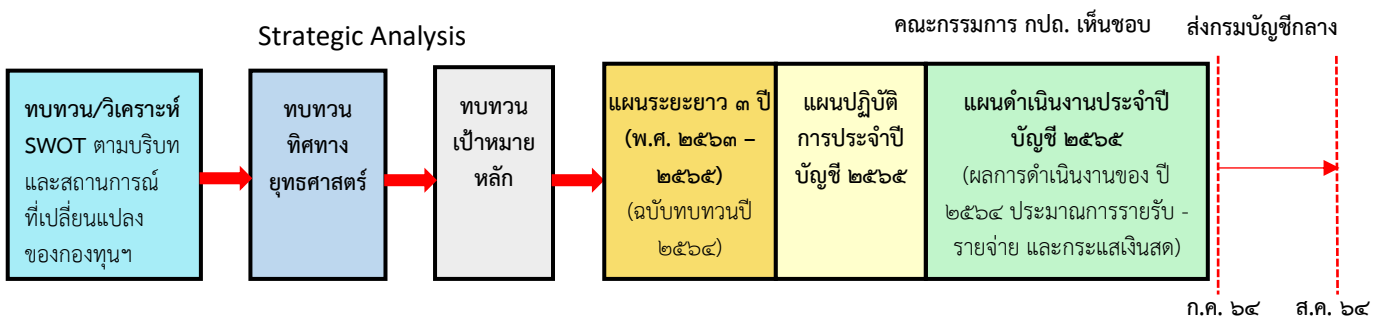 คณะกรรมการ กปถ. เห็นชอบ
ส่งกรมบัญชีกลาง
Strategic Analysis
ทบทวน/วิเคราะห์
SWOT ตามบริบท
และสถานการณ์
ที่เปลี่ยนแปลง
ของกองทุนฯ
ทบทวน
ทิศทาง
ยุทธศาสตร์
ทบทวน
เป้าหมาย
หลัก
แผนระยะยาว ๓ ปี
(พ.ศ. ๒๕๖๓ –
๒๕๖๕)
(ฉบับทบทวนปี
๒๕๖๔)
แผนปฏิบัติ
การประจำปี
บัญชี ๒๕๖๕
แผนดำเนินงานประจำปี
บัญชี ๒๕๖๕
(ผลการดำเนินงานของ ปี
๒๕๖๔ ประมาณการรายรับ -
รายจ่าย และกระแสเงินสด)
ก.ค. ๖๔
ส.ค. ๖๔